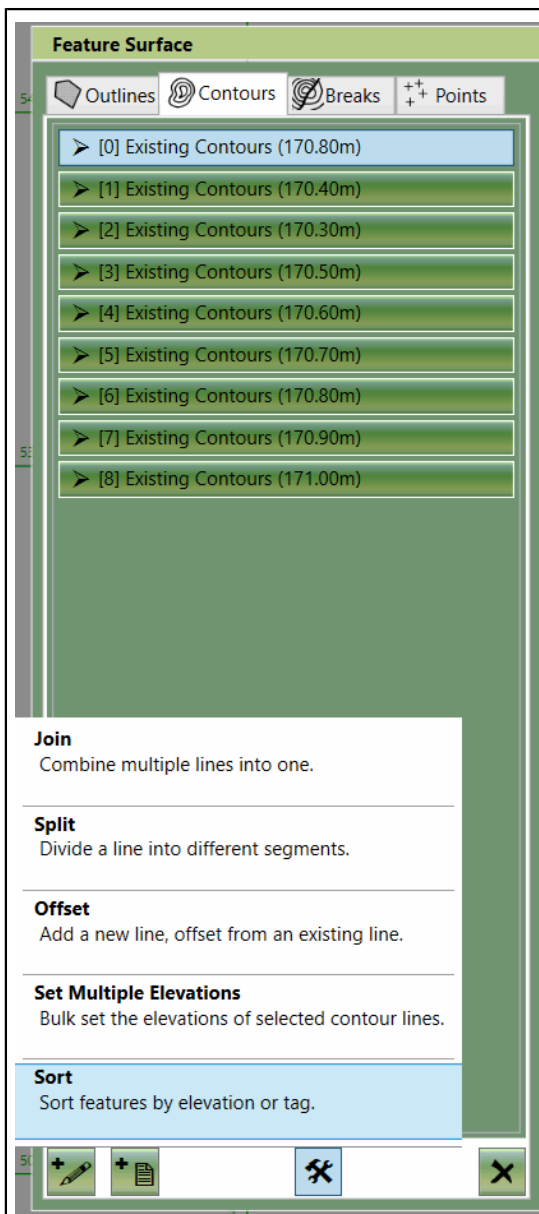 Feature Surface
Outlines Contours Breaks Points
[0] Existing Contours (170.80m)
[1] Existing Contours (170.40m)
[2] Existing Contours (170.30m)
[3] Existing Contours (170.50m)
[4] Existing Contours (170.60m)
[5] Existing Contours (170.70m)
[6] Existing Contours (170.80m)
[7] Existing Contours (170.90m)
[8] Existing Contours (171.00m)
Join
Combine multiple lines into one.
Split
Divide a line into different segments.
Offset
Add a new line, offset from an existing line.
Set Multiple Elevations
Bulk set the elevations of selected contour lines.
Sort
Sort features by elevation or tag.